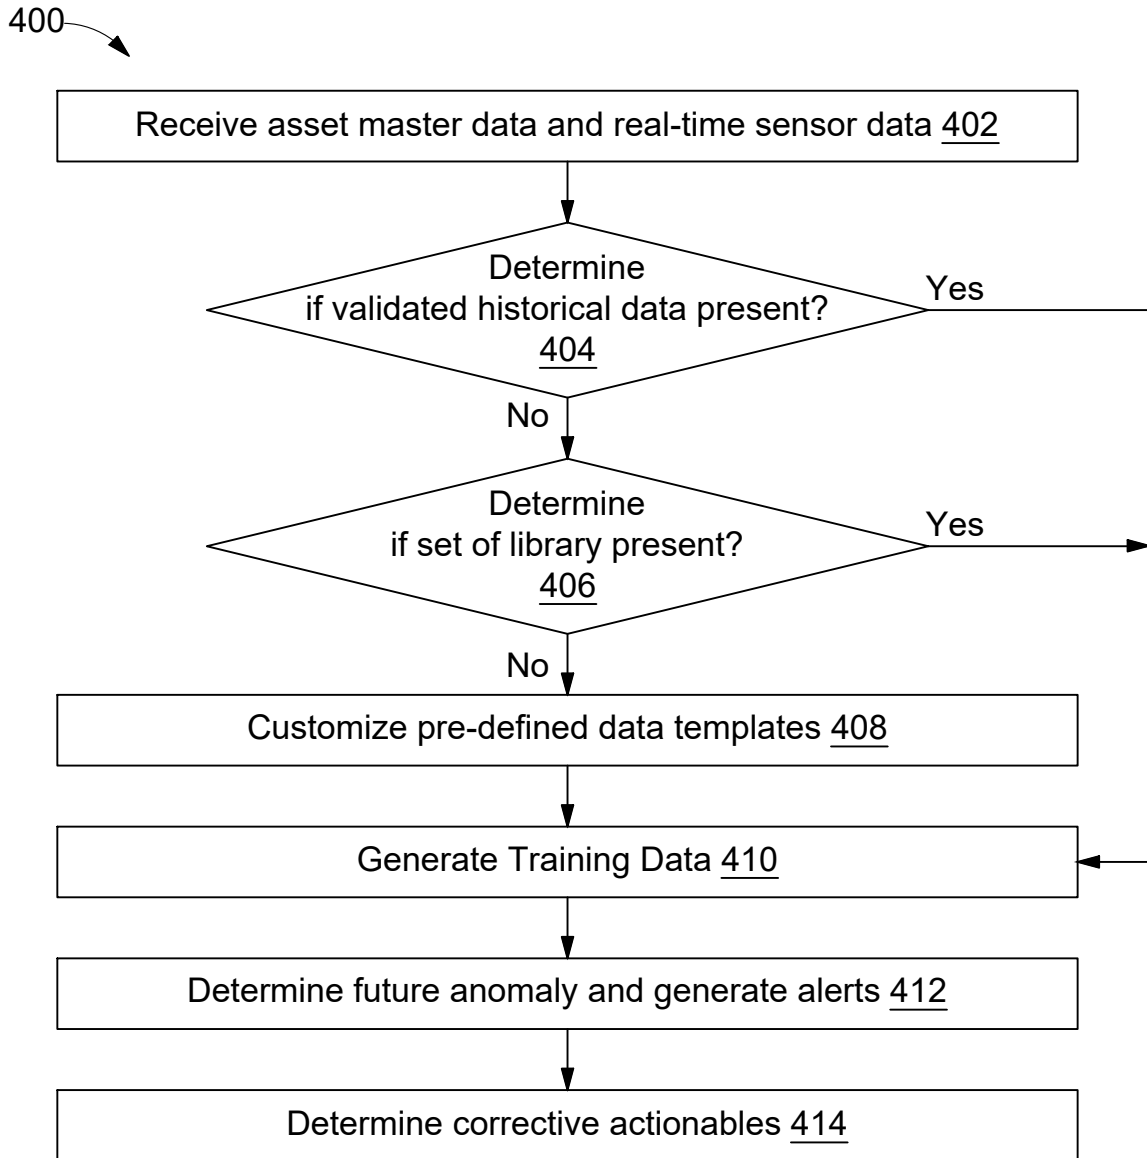 400
Receive asset master data and real-time sensor data 402
Determine
if validated historical data present?
404
Yes
No
Determine
if set of library present?
406
Yes
No
Customize pre-defined data templates 408
Generate Training Data 410
Determine future anomaly and generate alerts 412
Determine corrective actionables 414